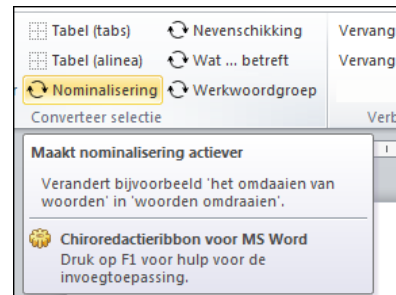 Tabel (tabs) Nevenschikking Vervang
Tabel (alinea) Wat ... betreft Vervang
Nominalisering Werkwoordgroep
Converteer selectie Verb
Maakt nominalisering actiever
Verandert bijvoorbeeld 'het omdaaien van
woorden' in 'woorden omdraaien'.
Chiroredactieribbon voor MS Word
Druk op F1 voor hulp voor de
invoegtoepassing.